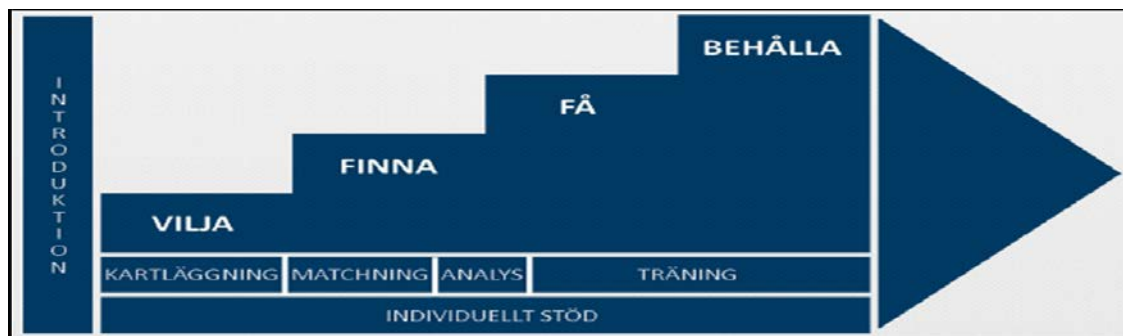 INTRODUKTION
BEHÅLLA
FÅ
FINNA
VILJA
KARTLÄGGNING MATCHNING ANALYS TRÄNING
INDIVIDUELLT STÖD